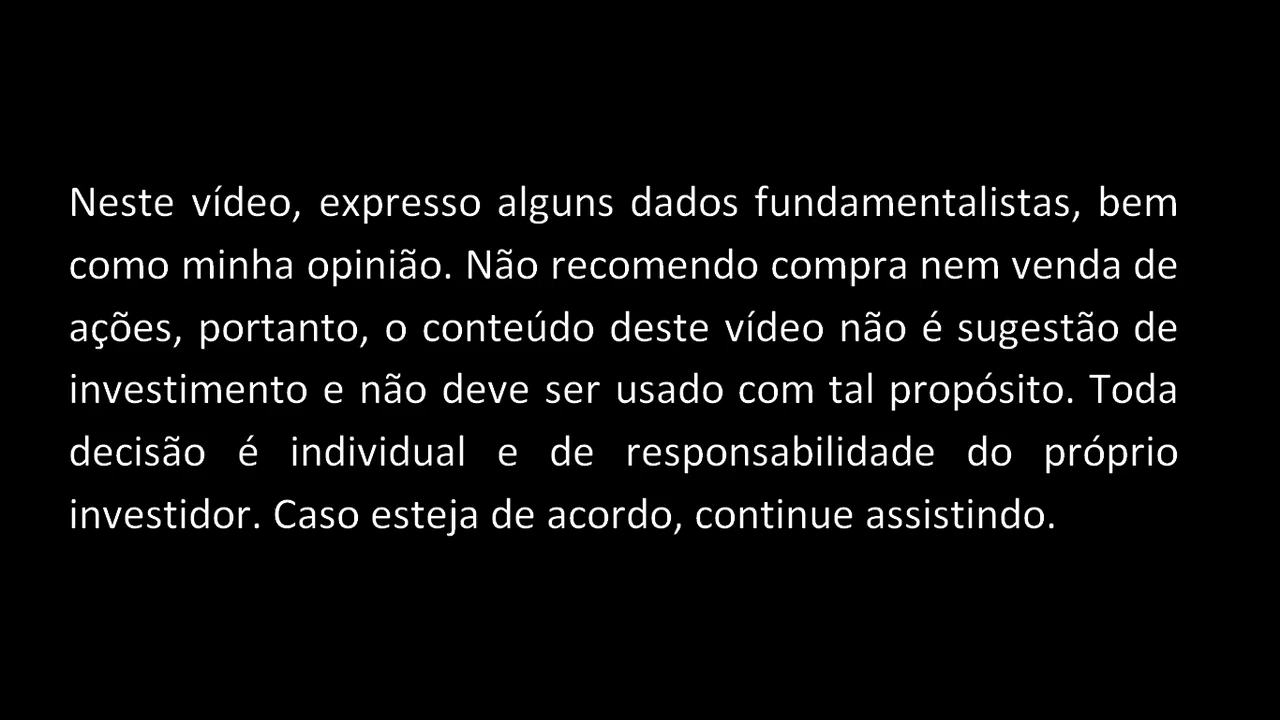 Neste vídeo, expresso alguns dados fundamentalistas, bem
como minha opinião. Não recomendo compra nem venda de
ações, portanto, o conteúdo deste vídeo não é sugestão de
investimento e não deve ser usado com tal propósito. Toda
decisão é individual e de responsabilidade do próprio
investidor. Caso esteja de acordo, continue assistindo.